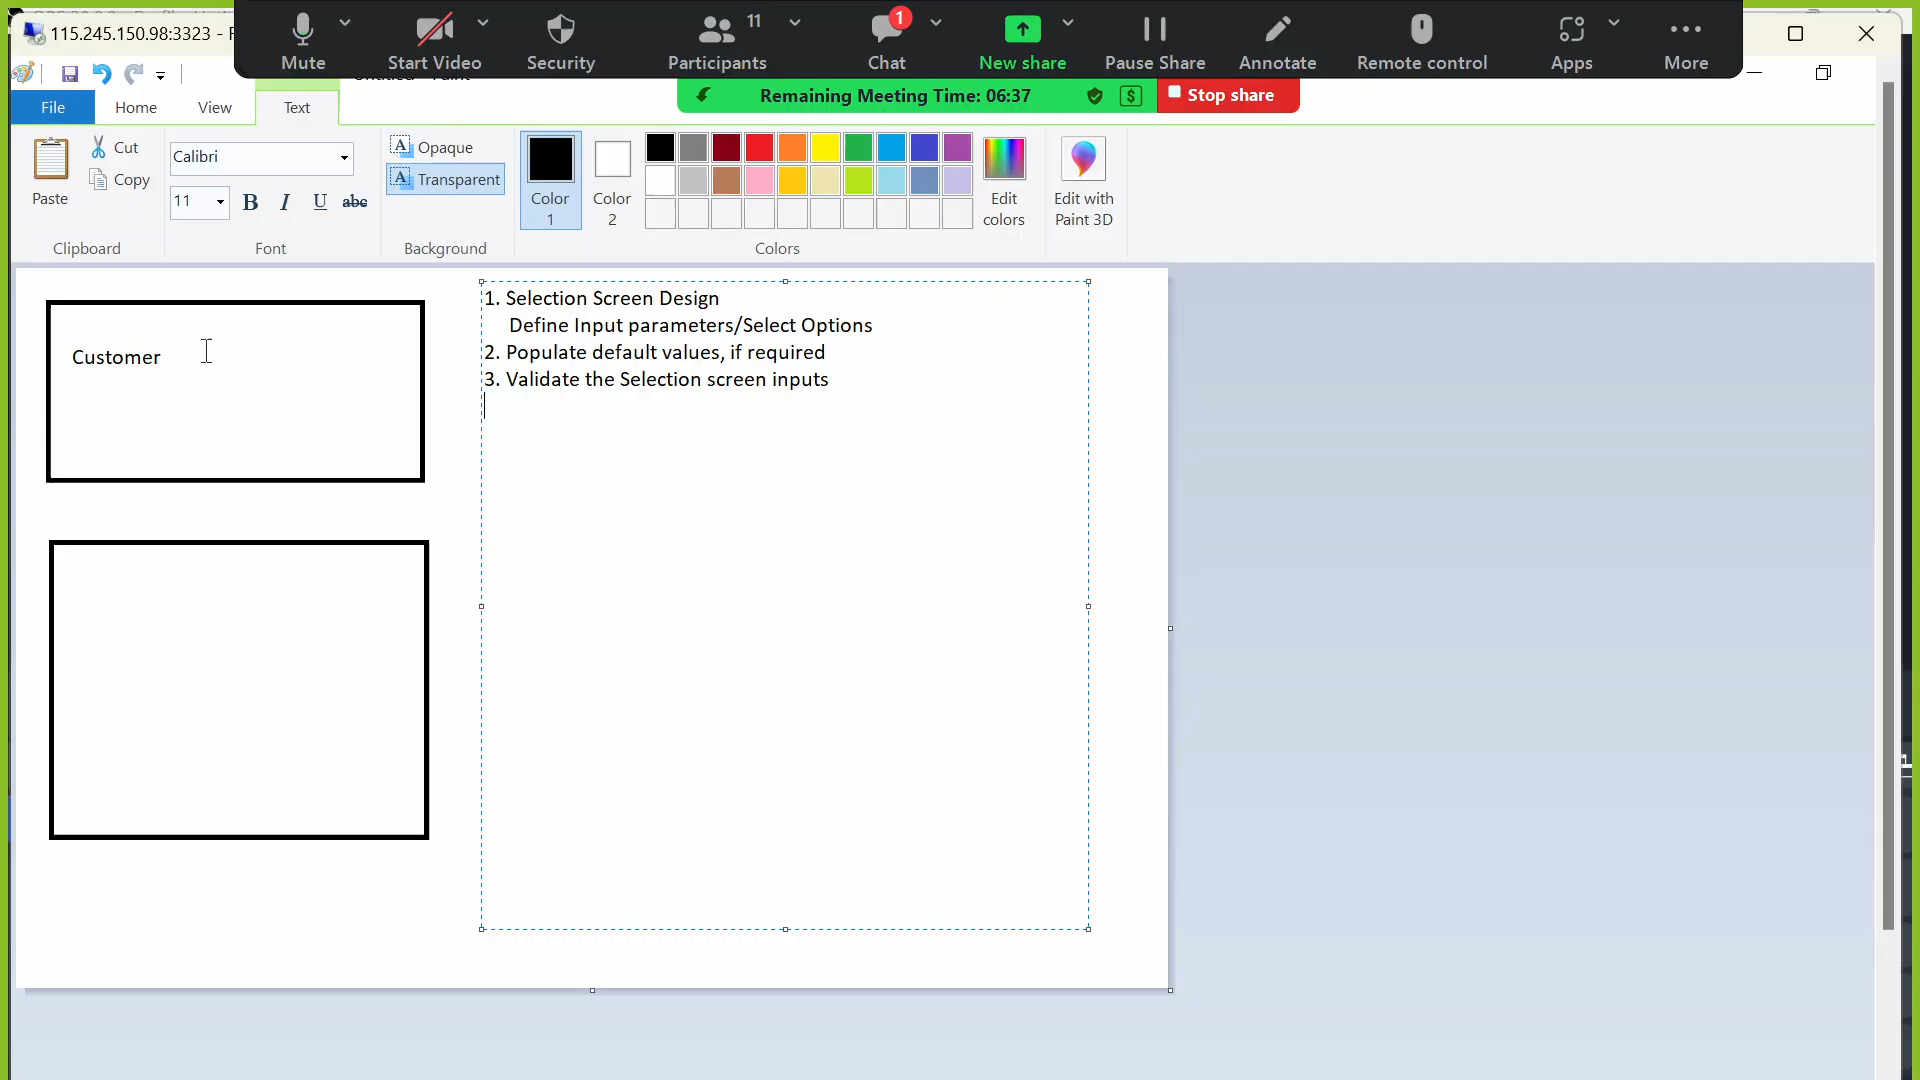 115.245.150.98:3323 -
Mute
Start Video
Security
Participants
11
Chat
1
New share
Pause Share
Annotate
Remote control
Apps
More
Remaining Meeting Time: 06:37
$
Stop share
File
Home
View
Text
Paste
Cut
Copy
Clipboard
Calibri
11
B
I
U
abc
Font
A Opaque
A Transparent
Background
Color
1
Color
2
Colors
Edit
colors
Edit with
Paint 3D
Customer
1. Selection Screen Design
Define Input parameters/Select Options
2. Populate default values, if required
3. Validate the Selection screen inputs